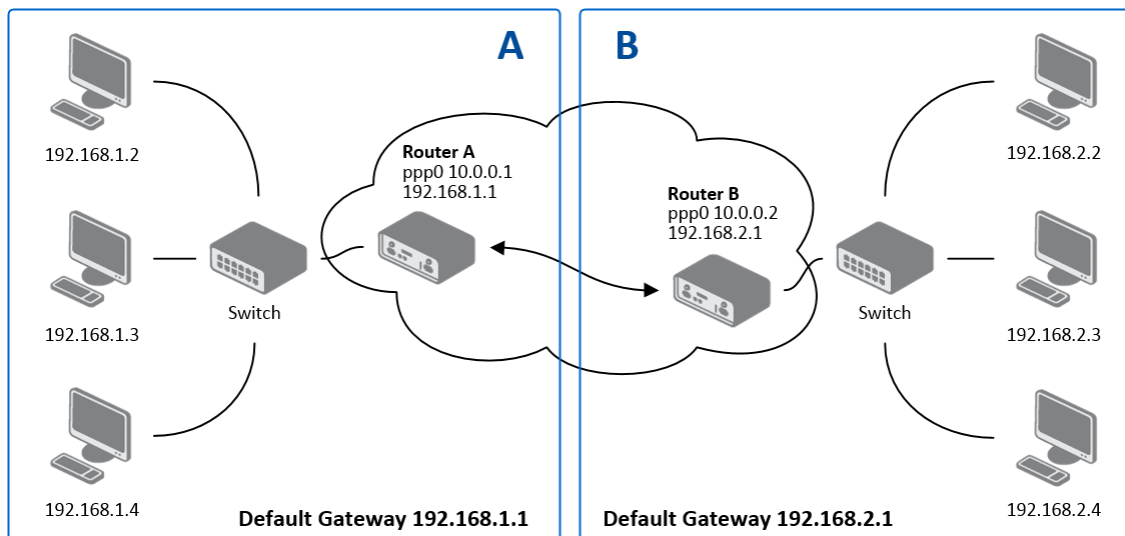 A
B
192.168.1.2
192.168.1.3
192.168.1.4
Switch
Router A
ppp0 10.0.0.1
192.168.1.1
Default Gateway 192.168.1.1
Router B
ppp0 10.0.0.2
192.168.2.1
Switch
192.168.2.2
192.168.2.3
192.168.2.4
Default Gateway 192.168.2.1